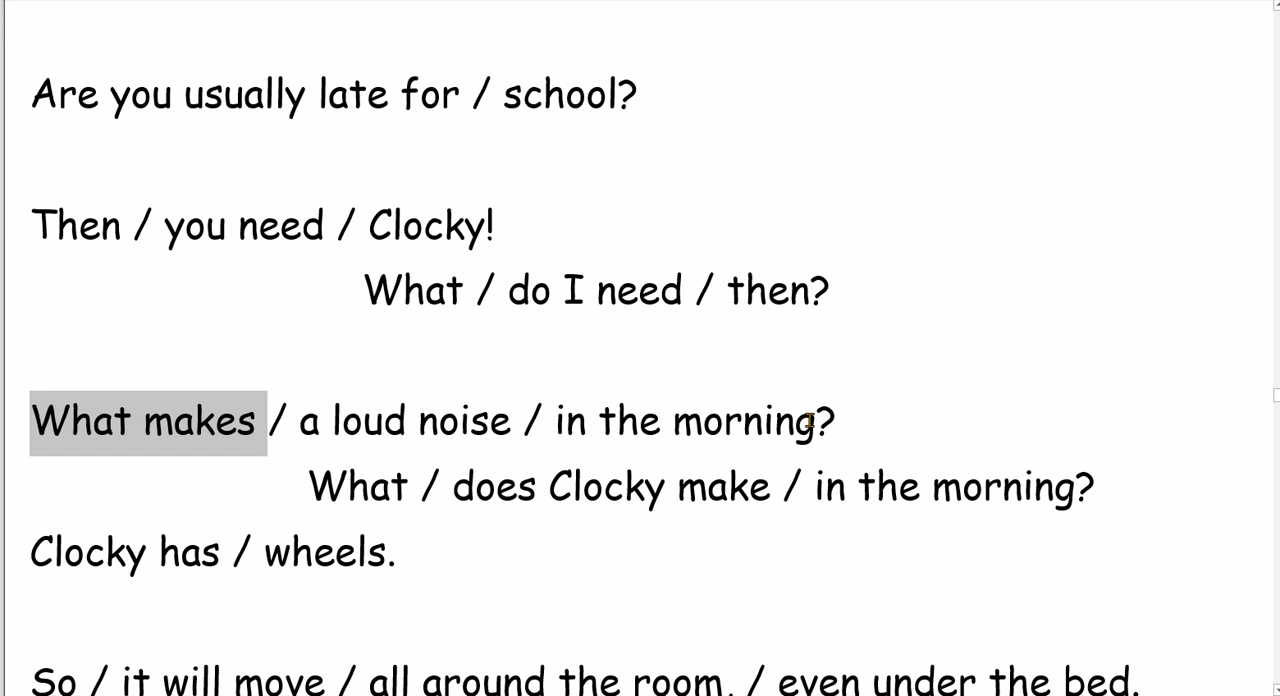 Are you usually late for / school?
Then / you need / Clocky!
What / do I need / then?
What makes / a loud noise / in the morning?
What / does Clocky make / in the morning?
Clocky has / wheels.
So / it will move / all around the room, / even under the bed.